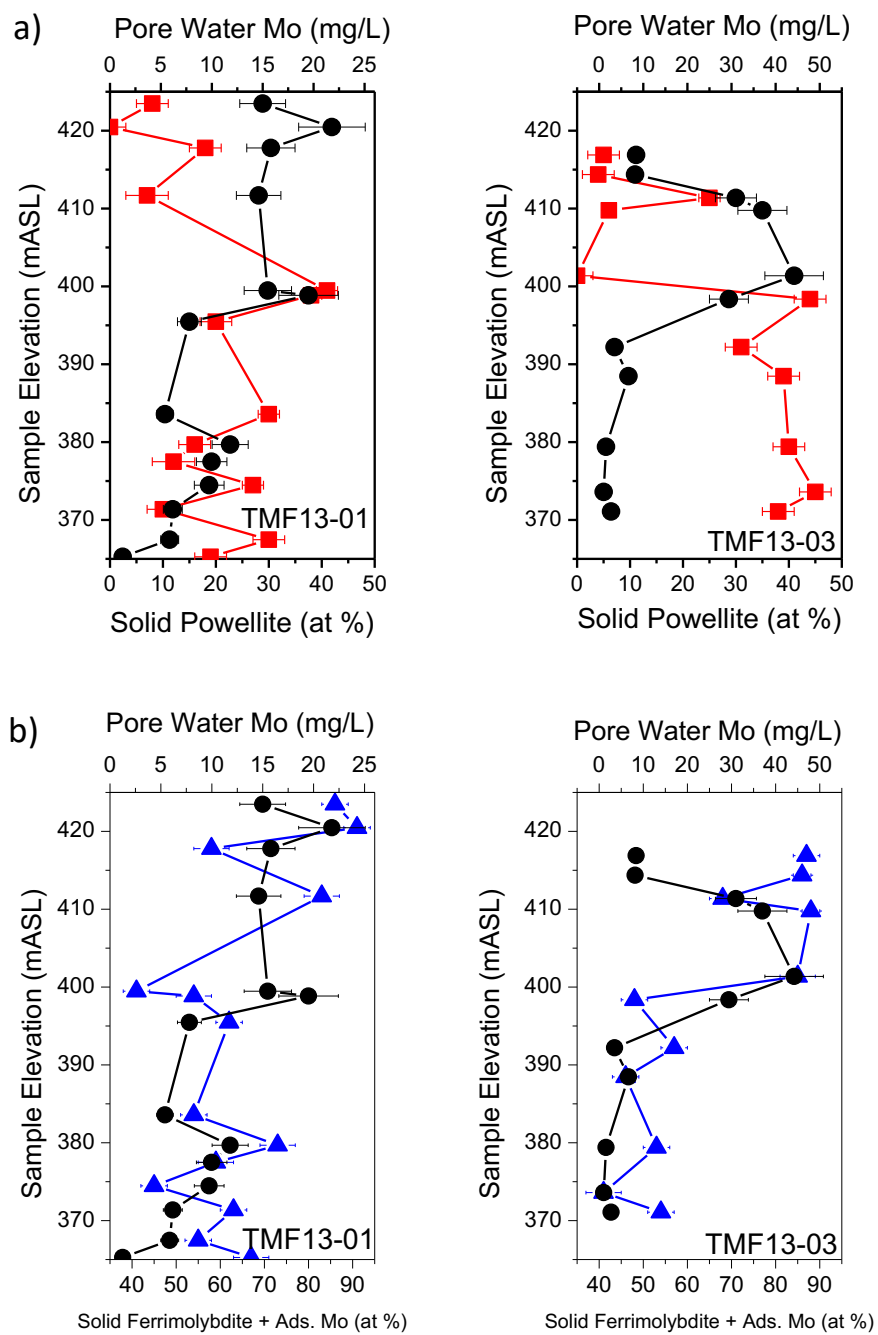 a)
Pore Water Mo (mg/L)
0 5 10 15 20 25
420
410
400
390
380
370
Sample Elevation (mASL)
TMF13-01
0 10 20 30 40 50
Solid Powellite (at %)
Pore Water Mo (mg/L)
0 10 20 30 40 50
420
410
400
390
380
370
Sample Elevation (mASL)
TMF13-03
0 10 20 30 40 50
Solid Powellite (at %)
b)
Pore Water Mo (mg/L)
0 5 10 15 20 25
420
410
400
390
380
370
Sample Elevation (mASL)
TMF13-01
40 50 60 70 80 90
Solid Ferrimolybdite + Ads. Mo (at %)
Pore Water Mo (mg/L)
0 10 20 30 40 50
420
410
400
390
380
370
Sample Elevation (mASL)
TMF13-03
40 50 60 70 80 90
Solid Ferrimolybdite + Ads. Mo (at %)